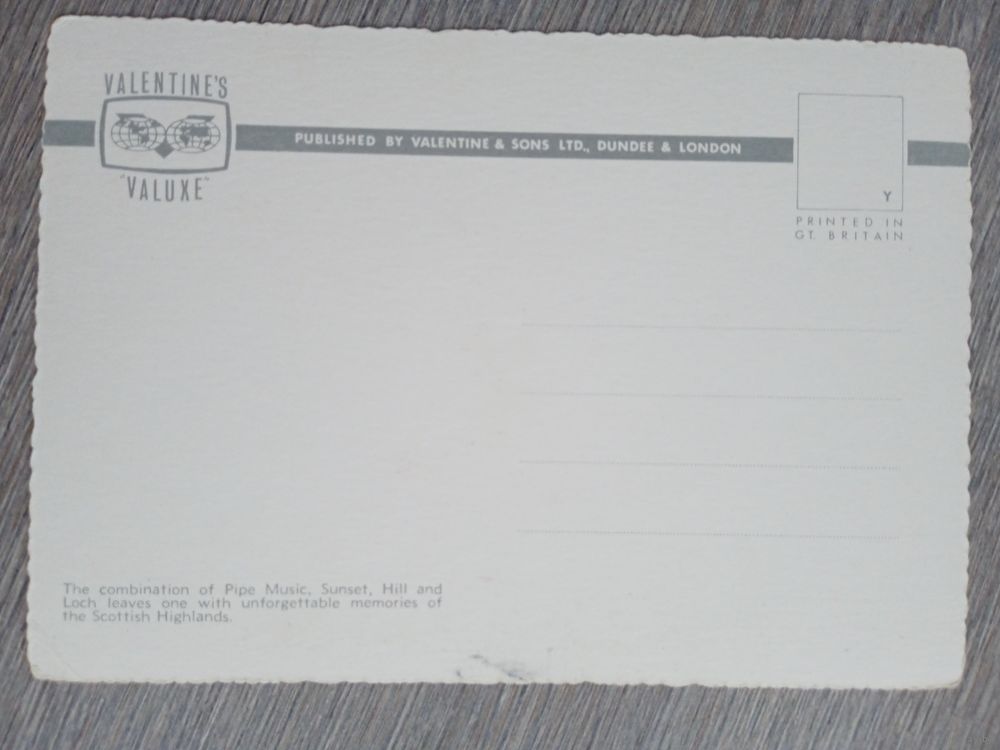 VALENTINE'S
"VALUXE"
PUBLISHED BY VALENTINE & SONS LTD., DUNDEE & LONDON
Y
PRINTED IN
GT. BRITAIN
The combination of Pipe Music, Sunset, Hill and
Loch leaves one with unforgettable memories of
the Scottish Highlands.